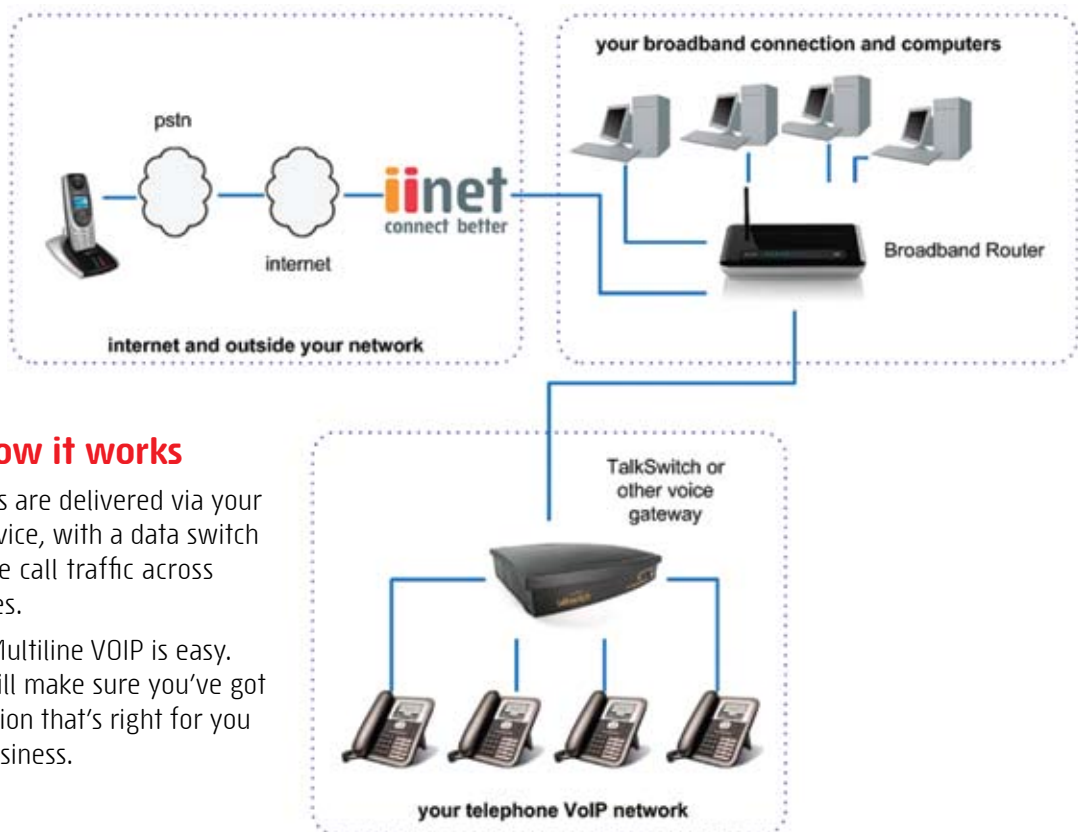 your broadband connection and computers
pstn
iinet
connect better
internet
Broadband Router
internet and outside your network
ow it works
s are delivered via your
vice, with a data switch
e call traffic across
es.
Multiline VOIP is easy.
ill make sure you've got
ion that's right for you
siness.
TalkSwitch or
other voice
gateway
your telephone VoIP network